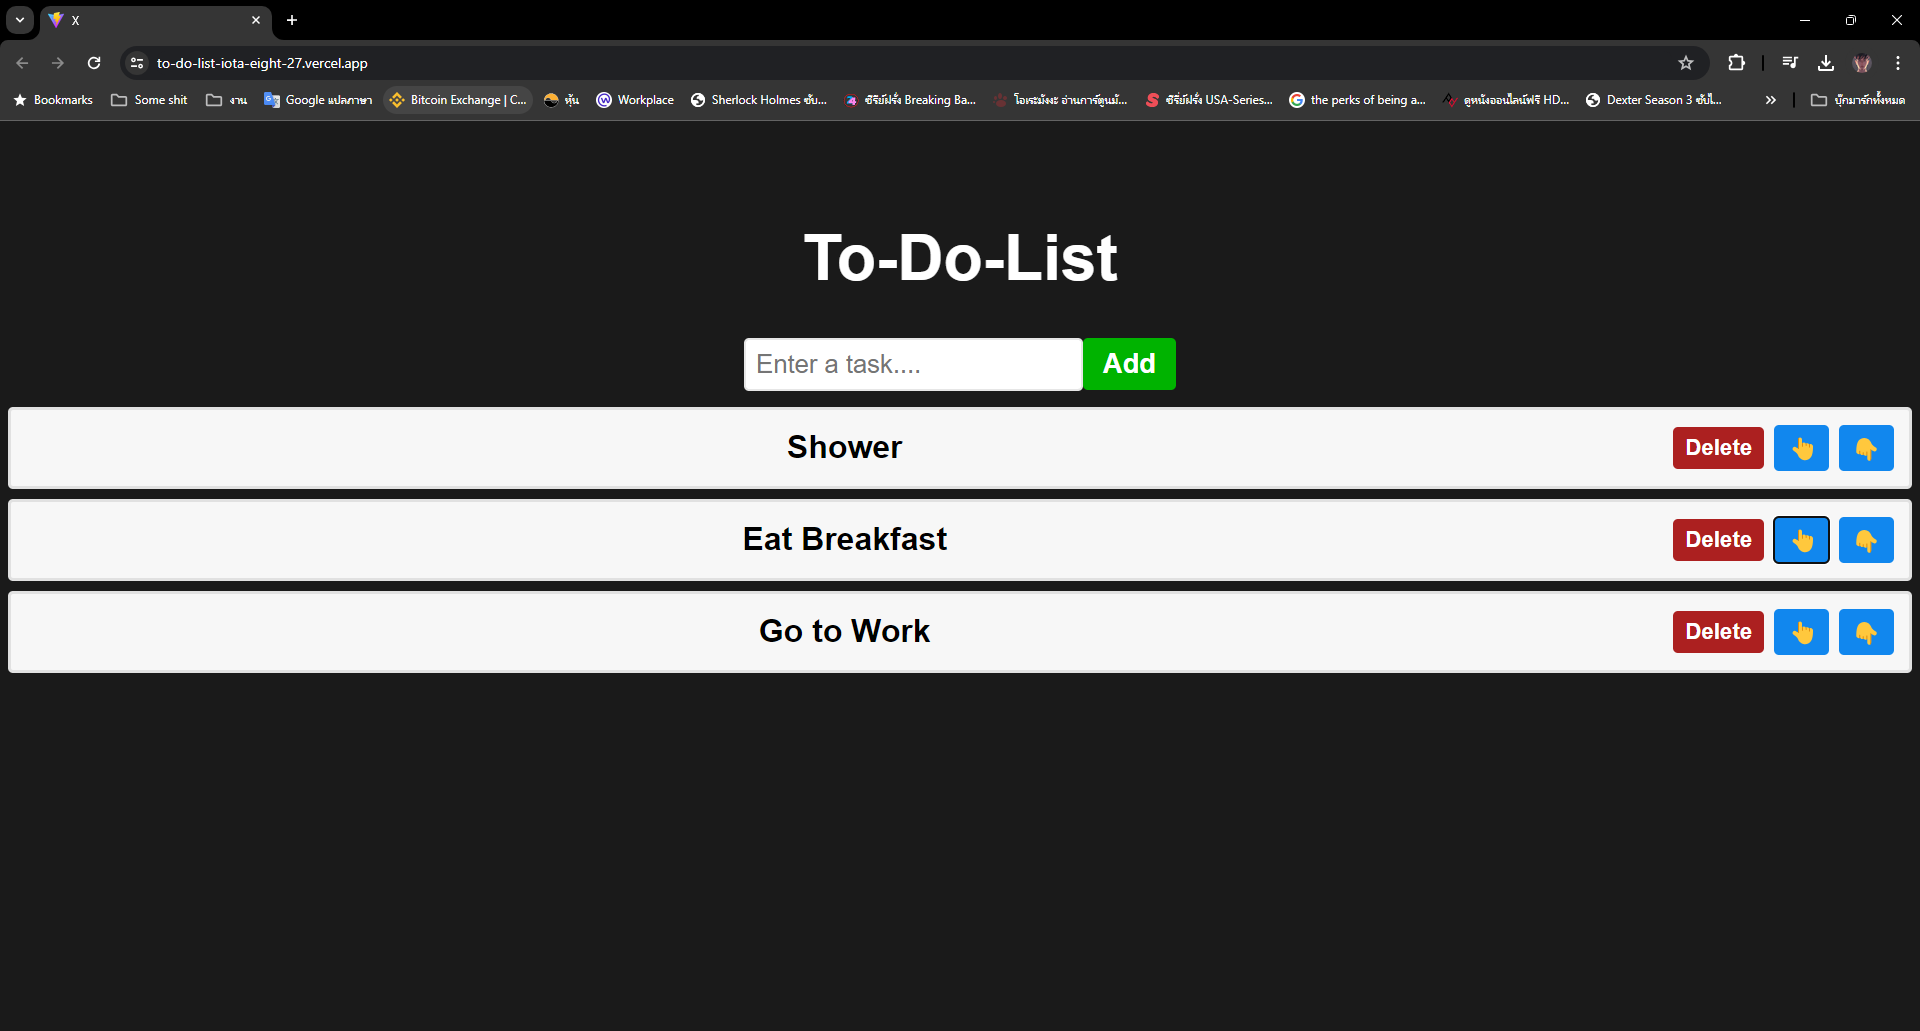 X
to-do-list-iota-eight-27.vercel.app
Bookmarks
Some shit
งาน
Google แปลภาษา
Bitcoin Exchange | C...
หุ้น
Workplace
Sherlock Holmes ซับ...
ซีรีย์ฝรั่ง Breaking Ba...
โอเระมังงะ อ่านการ์ตูนมั...
ซีรี่ย์ฝรั่ง USA-Series...
the perks of being a...
ดูหนังออนไลน์ฟรี HD...
Dexter Season 3 ซับไ...
บุ๊กมาร์กทั้งหมด
To-Do-List
Enter a task....
Add
Shower
Delete
Eat Breakfast
Delete
Go to Work
Delete